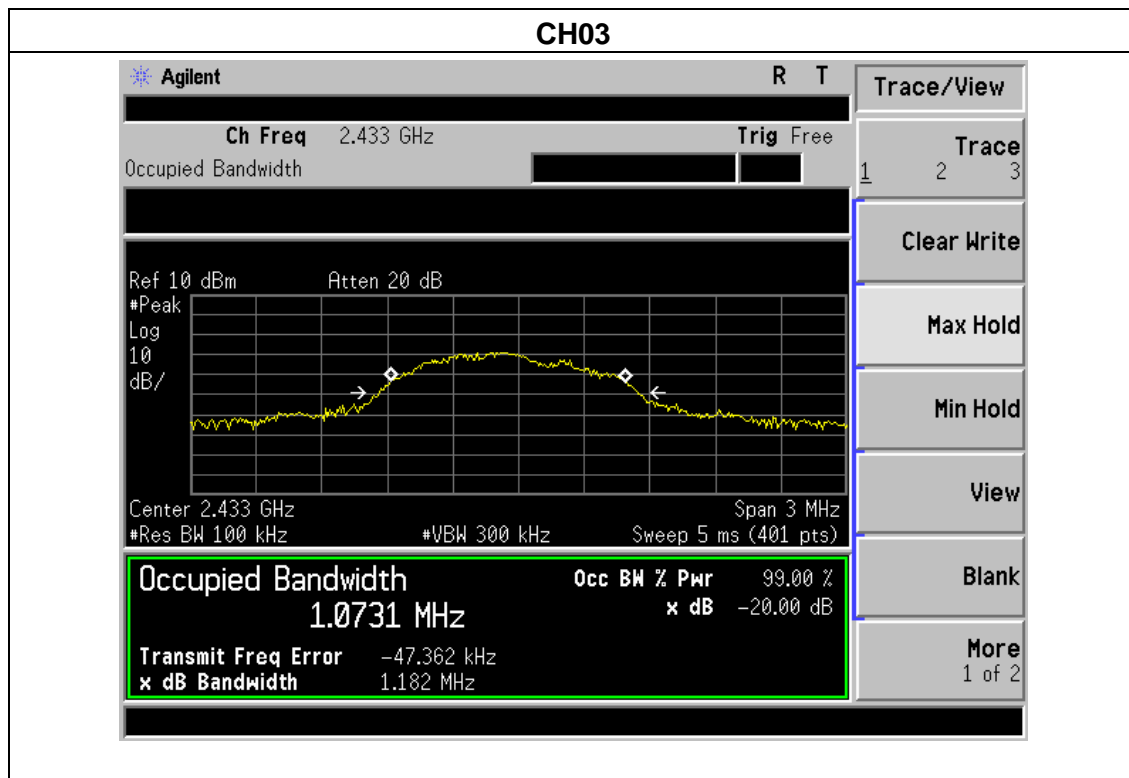 CH03
Agilent R T
Trace/View
Ch Freq 2.433 GHz Trig Free
Occupied Bandwidth
Trace
1 2 3
Clear Write
Max Hold
Min Hold
View
Blank
More
1 of 2
Ref 10 dBm Atten 20 dB
#Peak
Log
10
dB/
Center 2.433 GHz Span 3 MHz
#Res BW 100 kHz #VBW 300 kHz Sweep 5 ms (401 pts)
Occupied Bandwidth Occ BW % Pwr 99.00 %
1.0731 MHz x dB -20.00 dB
Transmit Freq Error -47.362 kHz
x dB Bandwidth 1.182 MHz